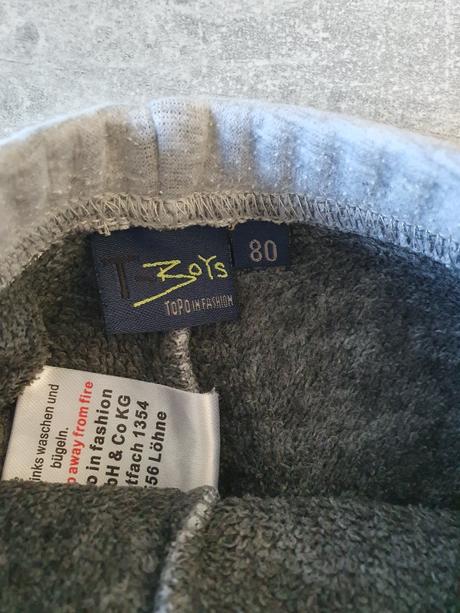 T-Boys
TOPO IN FASHION
80
inks waschen und
bügeln.
p away from fire
o in fashion
bH & Co KG
tfach 1354
56 Löhne